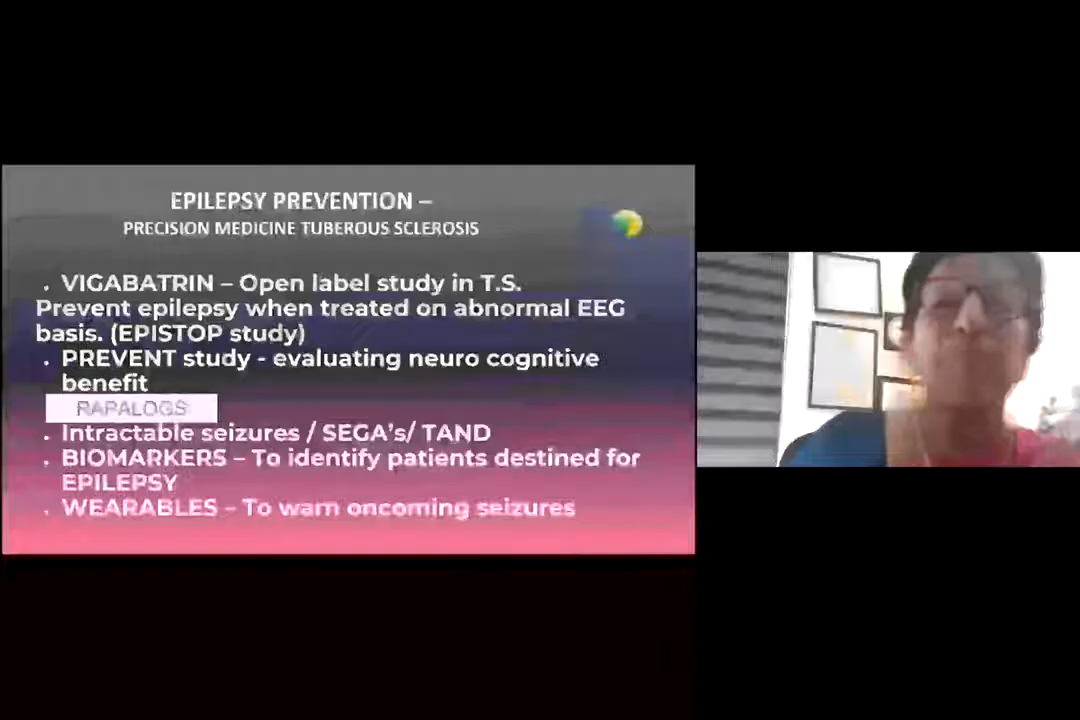 EPILEPSY PREVENTION –
PRECISION MEDICINE TUBEROUS SCLEROSIS
. VIGABATRIN – Open label study in T.S.
Prevent epilepsy when treated on abnormal EEG
basis. (EPISTOP study)
. PREVENT study - evaluating neuro cognitive
benefit
RAPALOGS
. Intractable seizures / SEGA's/ TAND
. BIOMARKERS – To identify patients destined for
EPILEPSY
. WEARABLES – To warn oncoming seizures